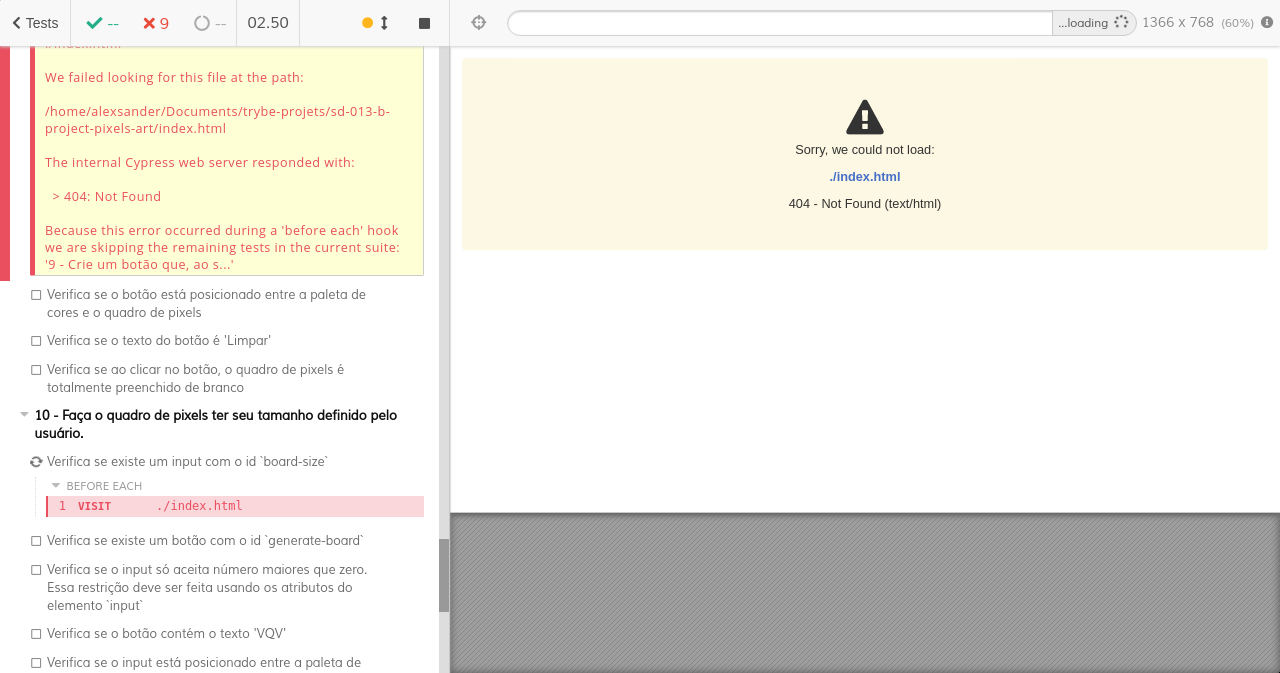 Tests
--
9
--
02.50
...loading
1366 x 768 (60%)
We failed looking for this file at the path:
/home/alexsander/Documents/trybe-projets/sd-013-b-
project-pixels-art/index.html
The internal Cypress web server responded with:
> 404: Not Found
Because this error occurred during a 'before each' hook
we are skipping the remaining tests in the current suite:
'9 - Crie um botão que, ao s...'
Verifica se o botão está posicionado entre a paleta de
cores e o quadro de pixels
Verifica se o texto do botão é 'Limpar'
Verifica se ao clicar no botão, o quadro de pixels é
totalmente preenchido de branco
10 - Faça o quadro de pixels ter seu tamanho definido pelo
usuário.
Verifica se existe um input com o id `board-size`
BEFORE EACH
1 VISIT ./index.html
Verifica se existe um botão com o id `generate-board`
Verifica se o input só aceita número maiores que zero.
Essa restrição deve ser feita usando os atributos do
elemento `input`
Verifica se o botão contém o texto 'VQV'
Verifica se o input está posicionado entre a paleta de
Sorry, we could not load:
./index.html
404 - Not Found (text/html)